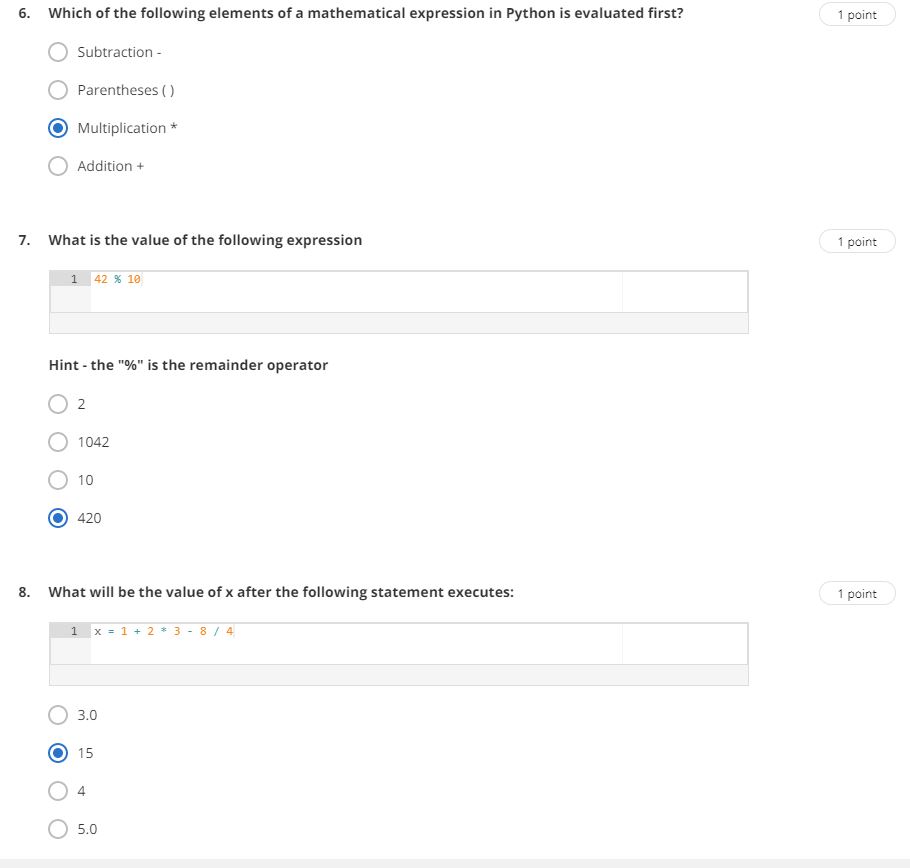 6. Which of the following elements of a mathematical expression in Python is evaluated first? 1 point
Subtraction -
Parentheses ( )
Multiplication *
Addition +
7. What is the value of the following expression 1 point
1 42 % 10
Hint - the "%" is the remainder operator
2
1042
10
420
8. What will be the value of x after the following statement executes: 1 point
1 x = 1 + 2 * 3 - 8 / 4
3.0
15
4
5.0